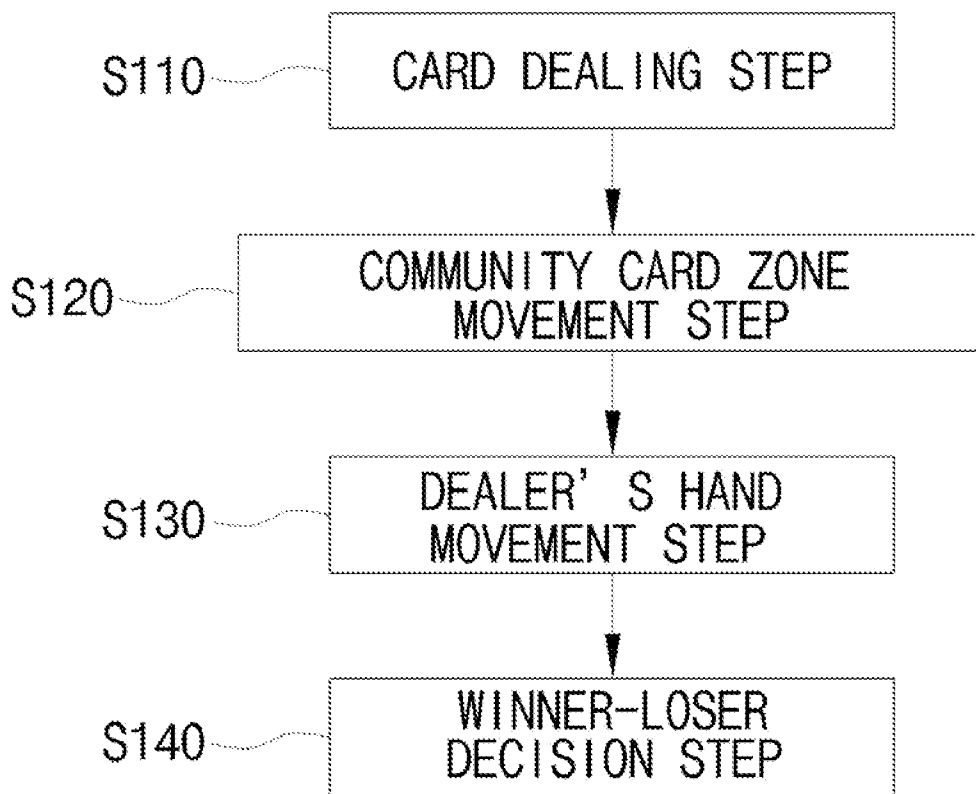 S110
CARD DEALING STEP
S120
COMMUNITY CARD ZONE
MOVEMENT STEP
S130
DEALER'S HAND
MOVEMENT STEP
S140
WINNER-LOSER
DECISION STEP